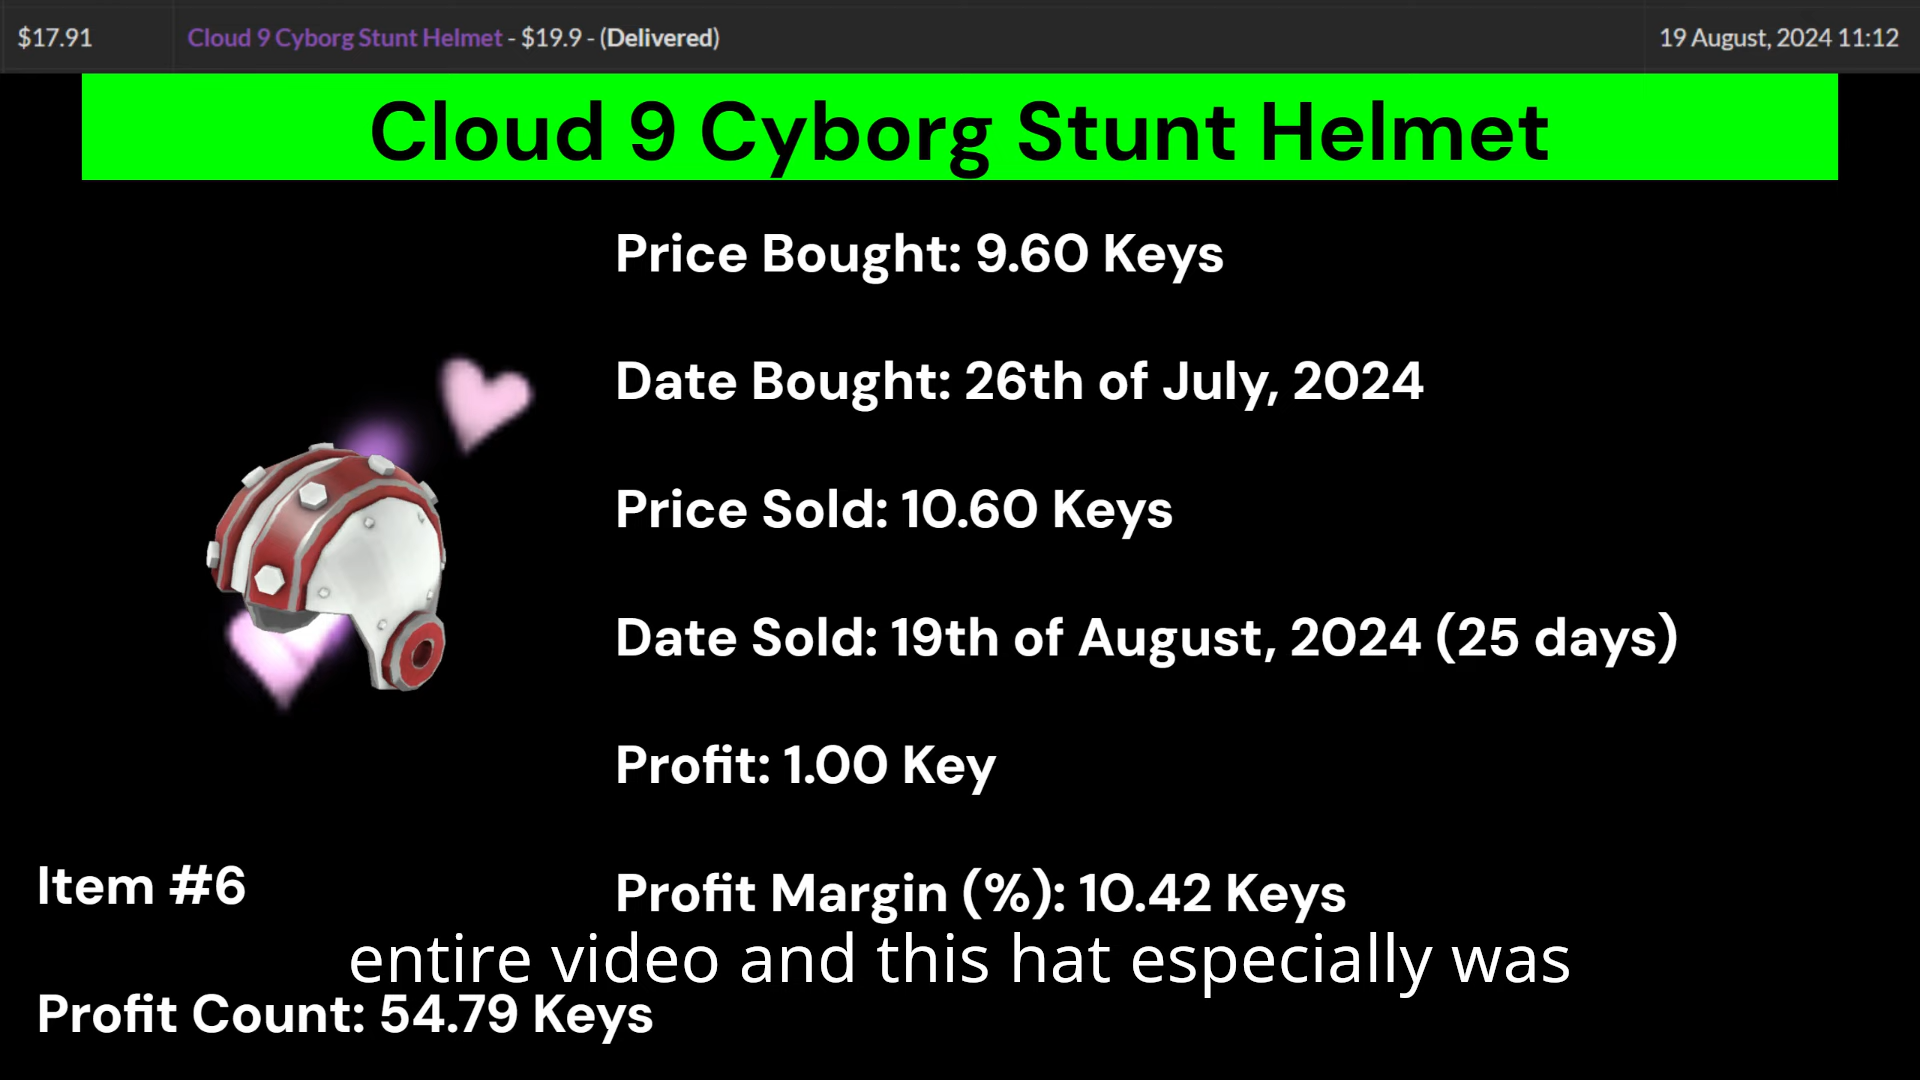 $17.91 Cloud 9 Cyborg Stunt Helmet - $19.9 - (Delivered) 19 August, 2024 11:12
Cloud 9 Cyborg Stunt Helmet
Price Bought: 9.60 Keys
Date Bought: 26th of July, 2024
Price Sold: 10.60 Keys
Date Sold: 19th of August, 2024 (25 days)
Profit: 1.00 Key
Item #6
Profit Margin (%): 10.42 Keys
entire video and this hat especially was
Profit Count: 54.79 Keys